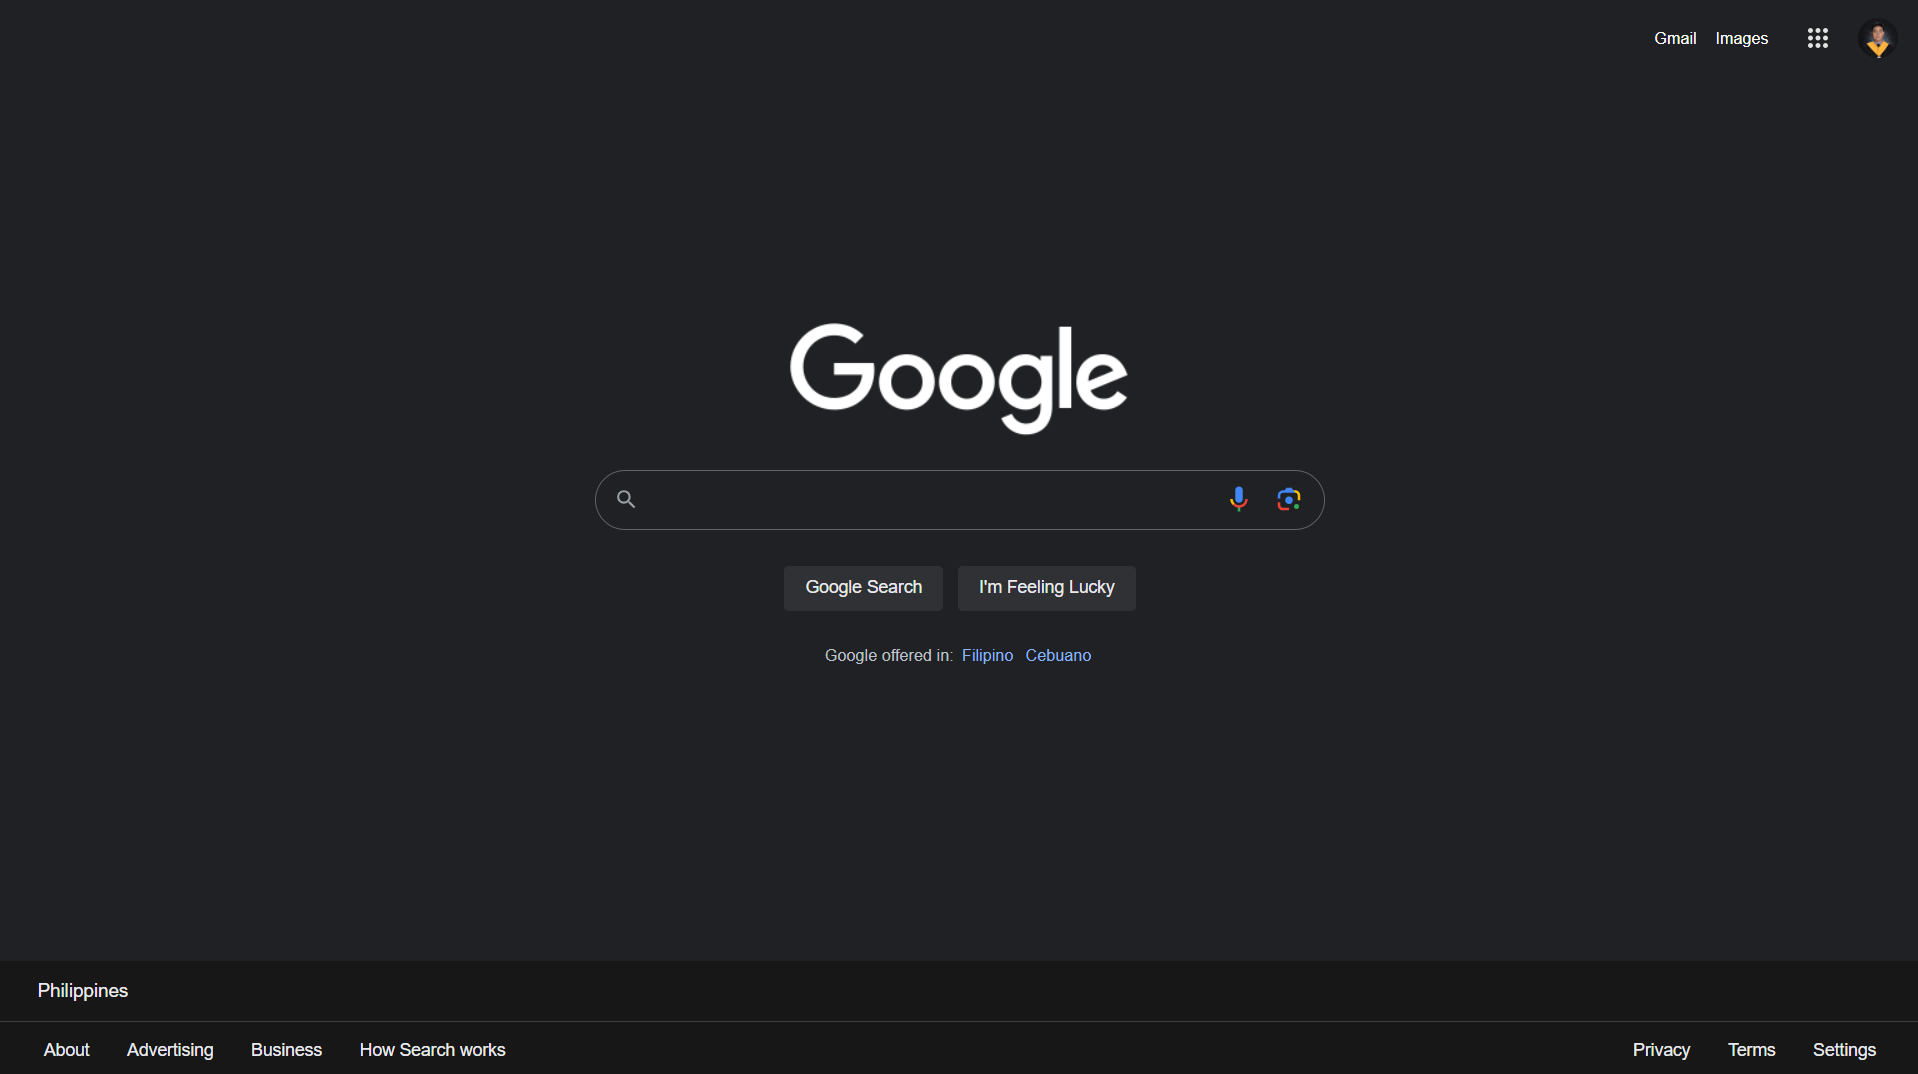 Gmail Images
Google
Google Search I'm Feeling Lucky
Google offered in: Filipino Cebuano
Philippines
About Advertising Business How Search works Privacy Terms Settings